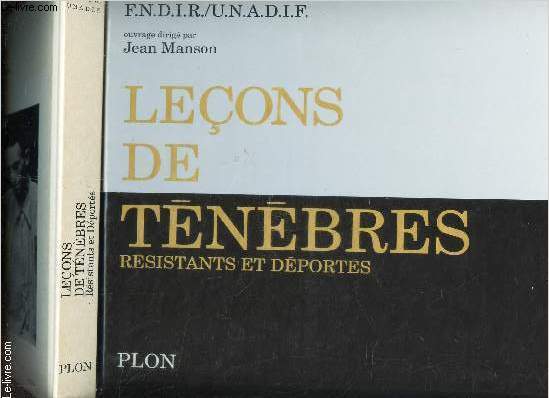 F.N.D.I.R./U.N.A.D.I.F.
ouvrage dirigé par
Jean Manson
LEÇONS
DE
TĒNĒBRES
RESISTANTS ET DÉPORTES
PLON
LEÇONS
DE TÉNÈBRES
Résistants et Déportés
PLON
Le-livre.com
Le-livre.com